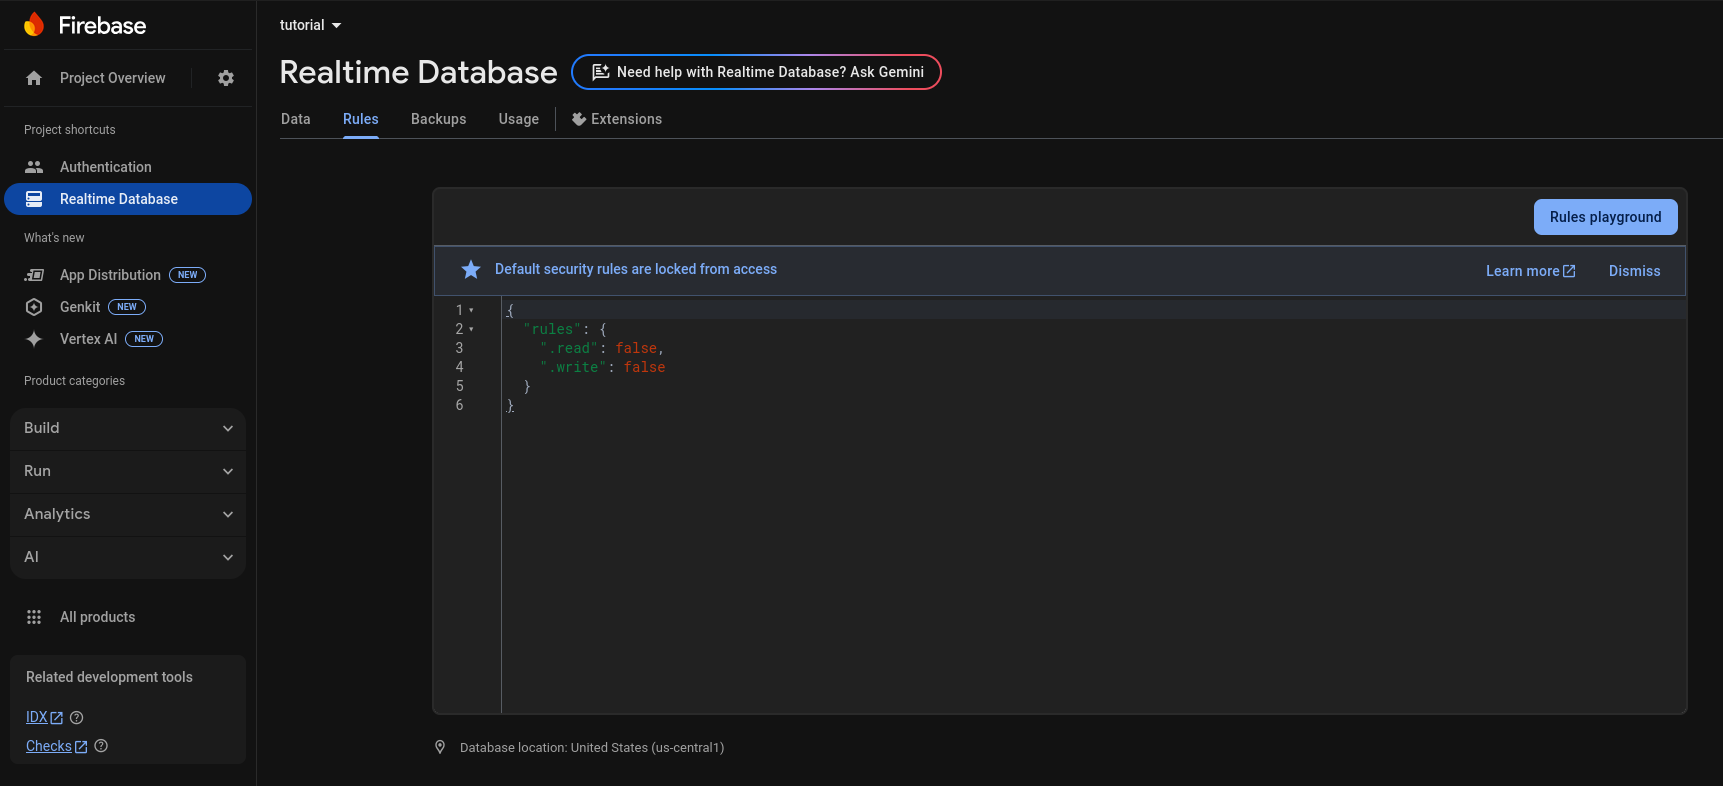 Firebase
Project Overview
Project shortcuts
Authentication
Realtime Database
What's new
App Distribution NEW
Genkit NEW
Vertex AI NEW
Product categories
Build
Run
Analytics
AI
All products
Related development tools
IDX
Checks
tutorial
Realtime Database
Need help with Realtime Database? Ask Gemini
Data Rules Backups Usage Extensions
Rules playground
Default security rules are locked from access Learn more Dismiss
1 {
2 "rules": {
3 ".read": false,
4 ".write": false
5 }
6 }
Database location: United States (us-central1)